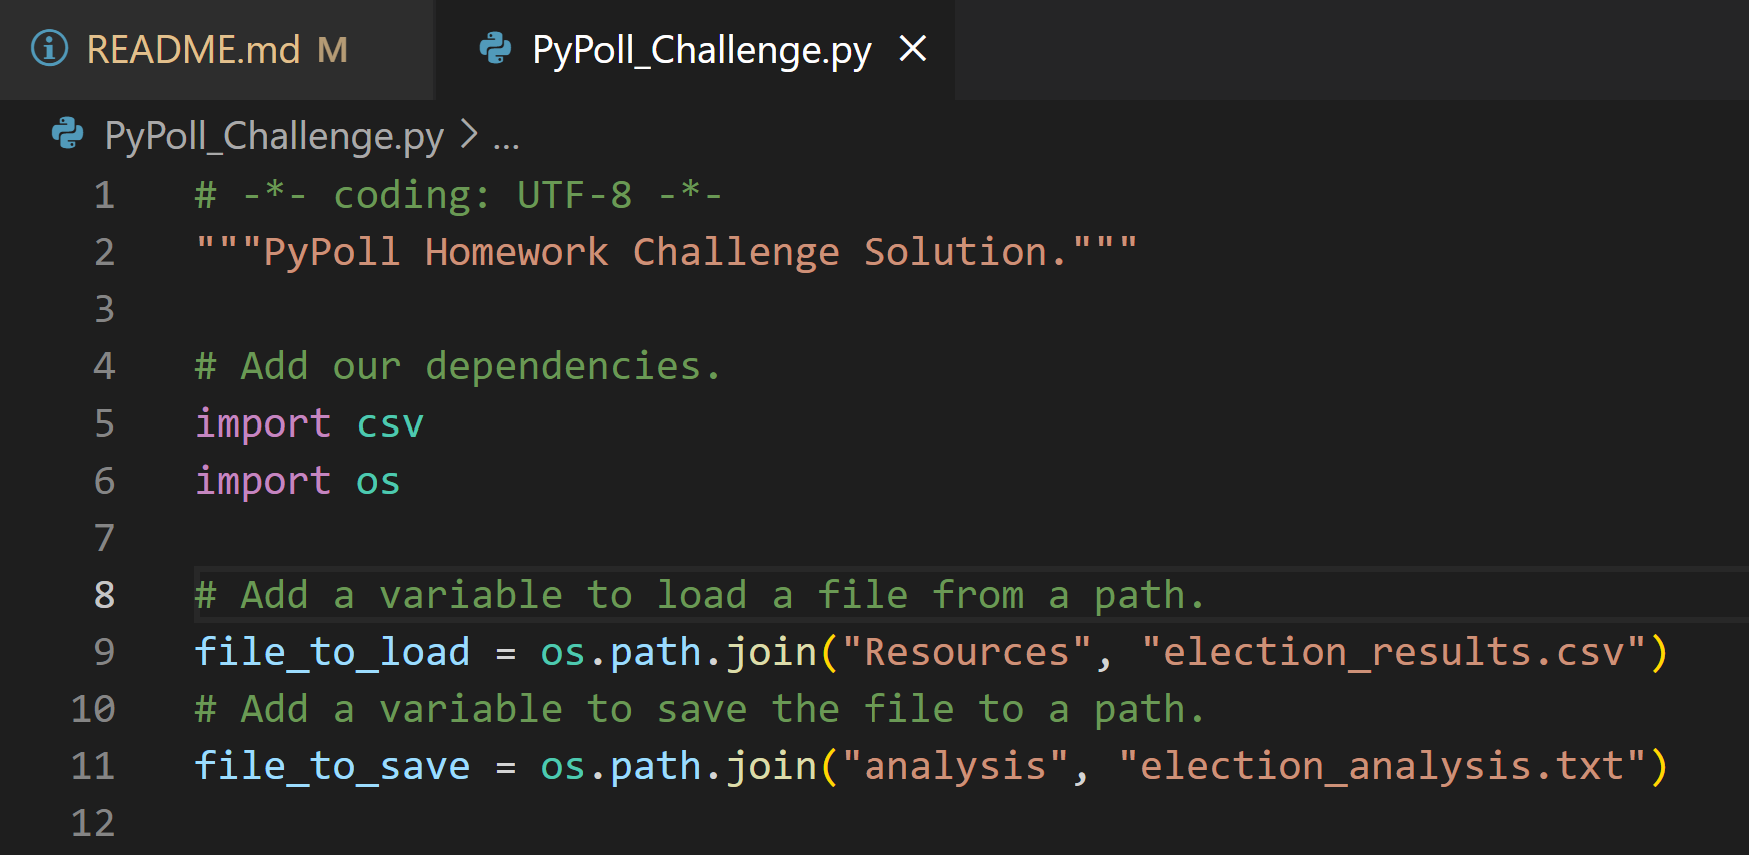 README.md M PyPoll_Challenge.py
PyPoll_Challenge.py > ...
1 # -*- coding: UTF-8 -*-
2 """PyPoll Homework Challenge Solution."""
3
4 # Add our dependencies.
5 import csv
6 import os
7
8 # Add a variable to load a file from a path.
9 file_to_load = os.path.join("Resources", "election_results.csv")
10 # Add a variable to save the file to a path.
11 file_to_save = os.path.join("analysis", "election_analysis.txt")
12